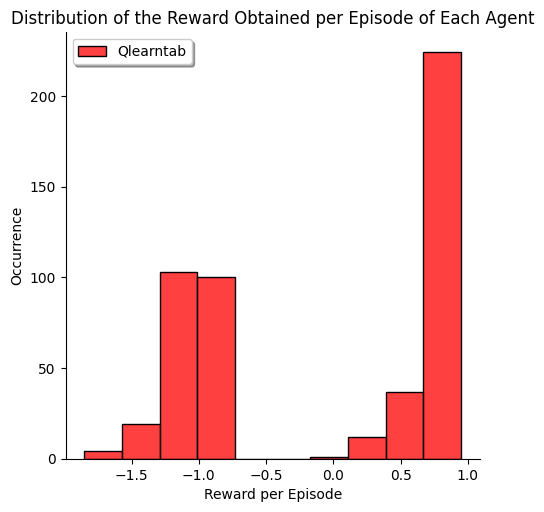 Distribution of the Reward Obtained per Episode of Each Agent
Qlearntab
200
150
100
50
0
Occurrence
−1.5 −1.0 −0.5 0.0 0.5 1.0
Reward per Episode